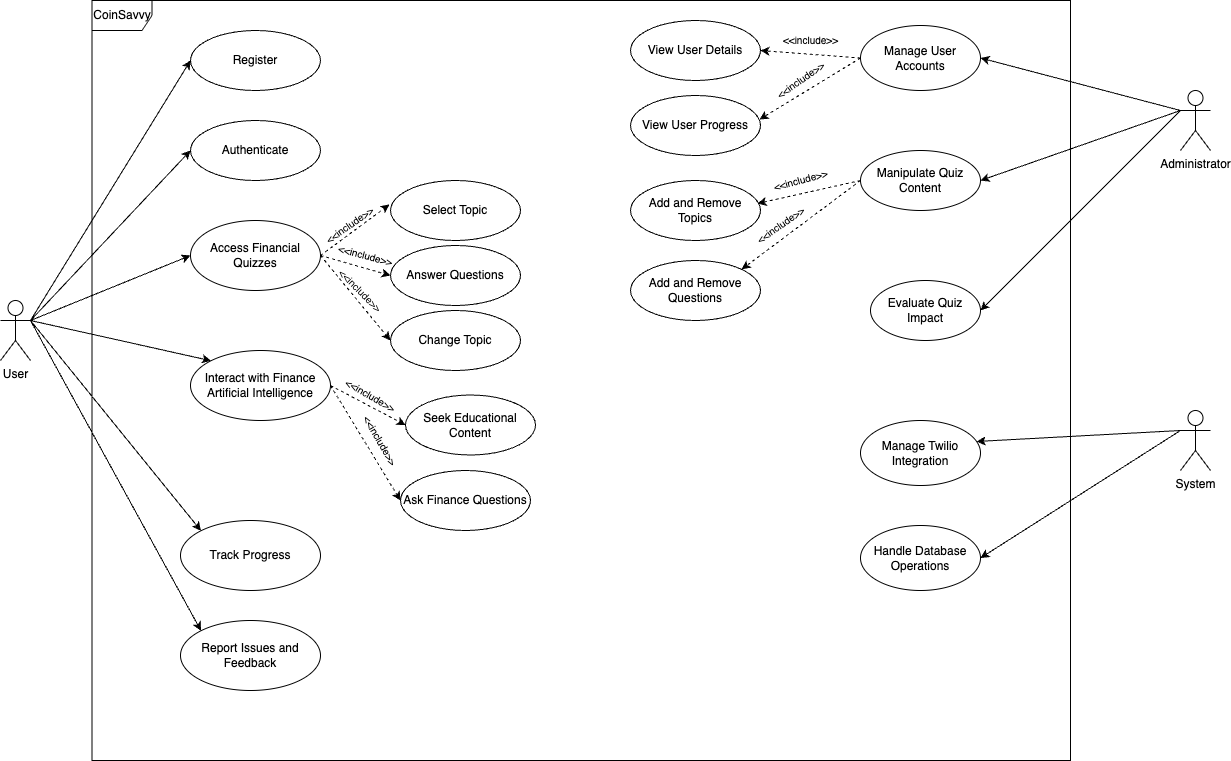 CoinSavvy
Register
Authenticate
Access Financial
Quizzes
<<include>>
<<include>>
<<include>>
Select Topic
Answer Questions
Change Topic
User
Interact with Finance
Artificial Intelligence
<<include>>
<<include>>
Seek Educational
Content
Ask Finance Questions
Track Progress
Report Issues and
Feedback
View User Details
<<include>>
<<include>>
View User Progress
Manage User
Accounts
Administrator
Add and Remove
Topics
<<include>>
<<include>>
Manipulate Quiz
Content
Add and Remove
Questions
Evaluate Quiz
Impact
Manage Twilio
Integration
System
Handle Database
Operations